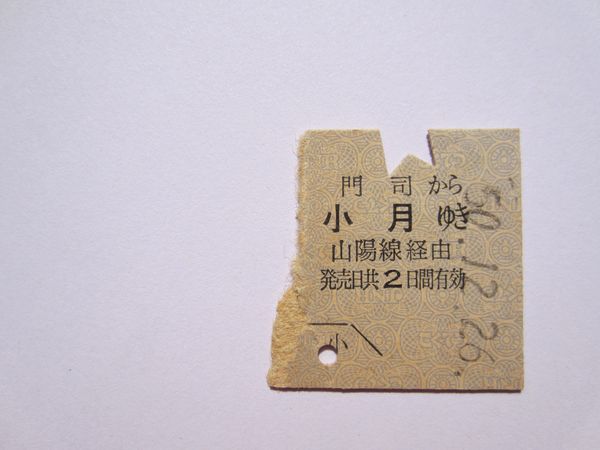 門司から
小月ゆき
山陽線経由
発売日共2日間有効
小
-50.12.26.